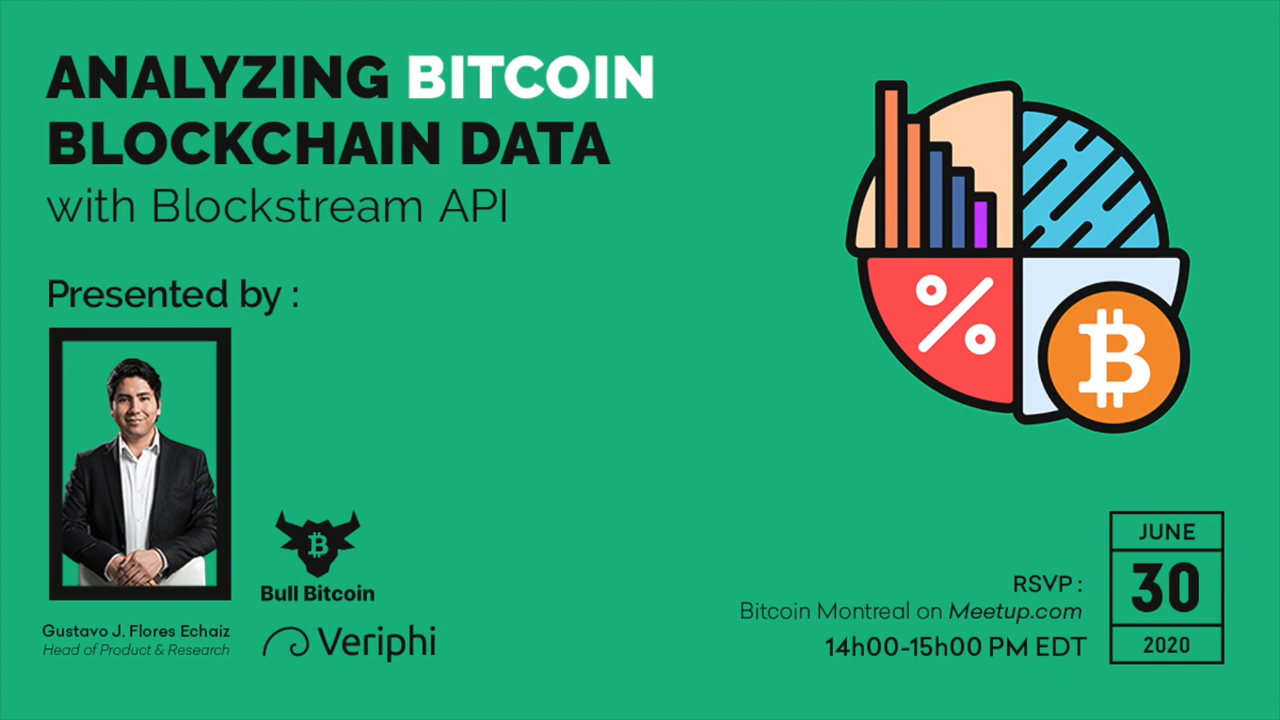 ANALYZING BITCOIN
BLOCKCHAIN DATA
with Blockstream API
Presented by :
Bull Bitcoin
Gustavo J. Flores Echaiz
Head of Product & Research
Veriphi
%
RSVP :
Bitcoin Montreal on Meetup.com
14h00-15h00 PM EDT
JUNE
30
2020